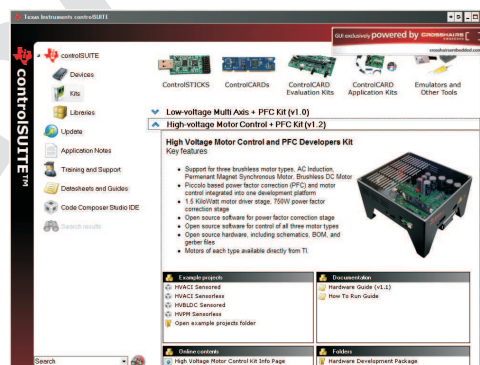 Texas Instruments controlSUITE
GUI exclusively powered by CROSSHAIRS
crosshairsembedded.com
controlSUITE™
controlSUITE
Devices
Kits
Libraries
Update
Application Notes
Training and Support
Datasheets and Guides
Code Composer Studio IDE
Search results
Search
ControlSTICKS
ControlCARDS
ControlCARD
Evaluation Kits
ControlCARD
Application Kits
Emulators and
Other Tools
Low-voltage Multi Axis + PFC Kit (v1.0)
High-voltage Motor Control + PFC Kit (v1.2)
High Voltage Motor Control and PFC Developers Kit
Key features
• Support for three brushless motor types, AC Induction,
Permenant Magnet Synchronous Motor, Brushless DC Motor
• Piccolo based power factor correction (PFC) and motor
control integrated into one development platform
• 1.5 KiloWatt motor driver stage, 750W power factor
correction stage
• Open source software for power factor correction stage
• Open source software for control of all three motor types
• Open source hardware, including schematics, BOM, and
gerber files
• Motors of each type available directly from TI.
Example projects
HVACI Sensored
HVACI Sensorless
HVBLDC Sensored
HVPM Sensorless
Open example projects folder
Documentation
Hardware Guide (v1.1)
How To Run Guide
Online contents
High Voltage Motor Control Kit Info Page
Folders
Hardware Development Package